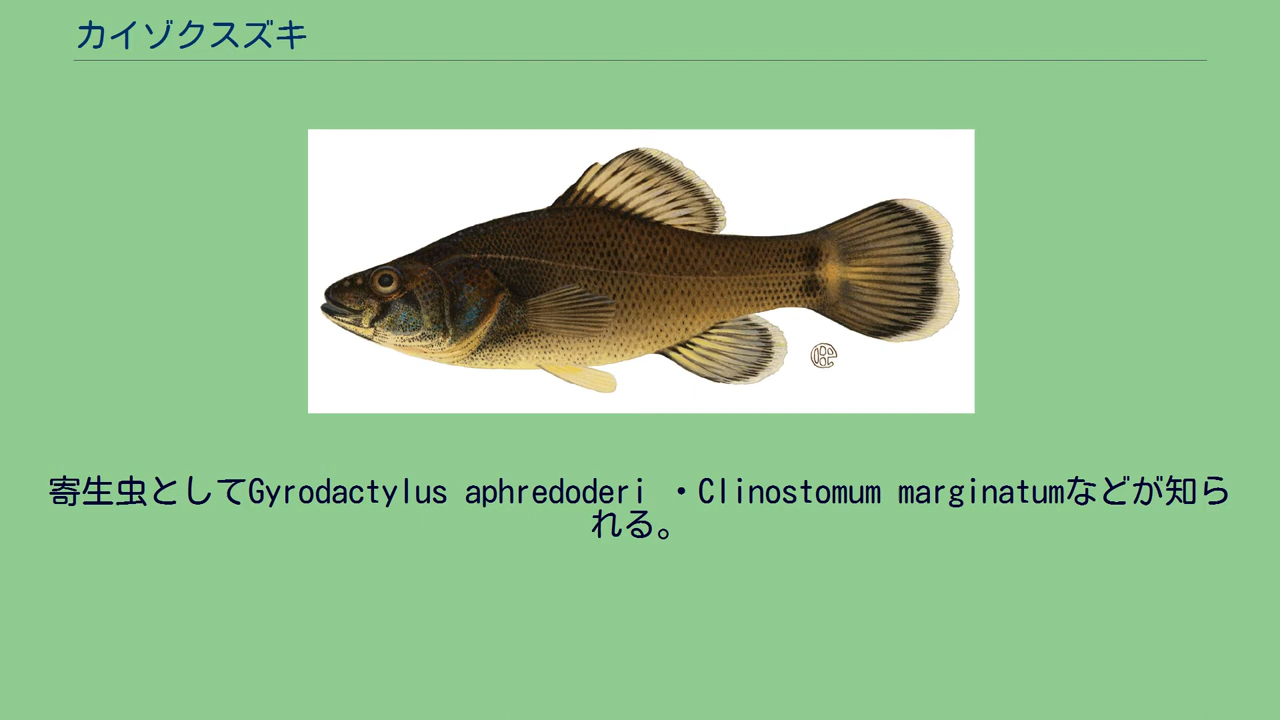 カイゾクスズキ
寄生虫としてGyrodactylus aphredoderi ・Clinostomum marginatumなどが知ら
れる。